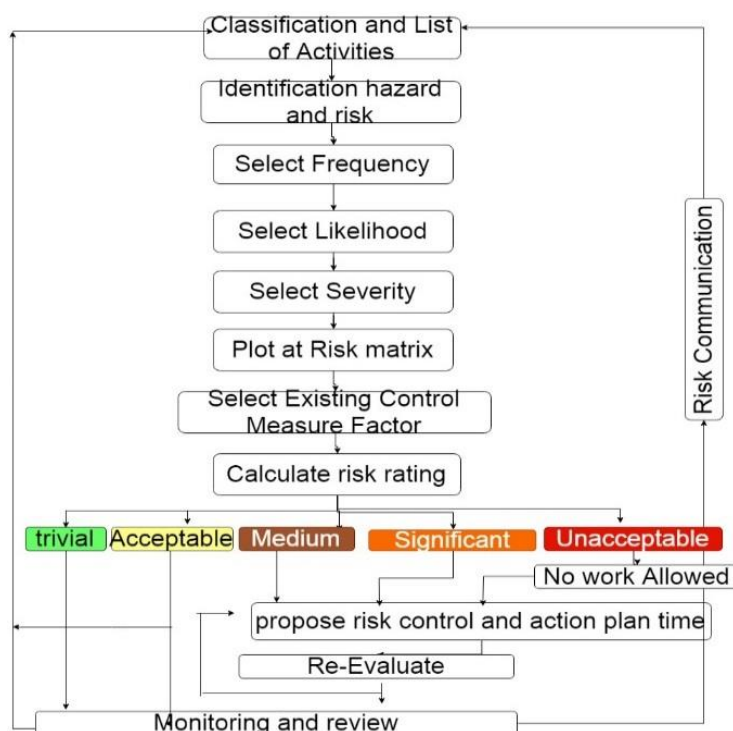 Classification and List
of Activities
Identification hazard
and risk
Select Frequency
Select Likelihood
Select Severity
Plot at Risk matrix
Select Existing Control
Measure Factor
Calculate risk rating
trivial
Acceptable
Medium
Significant
Unacceptable
No work Allowed
propose risk control and action plan time
Re-Evaluate
Monitoring and review
Risk Communication